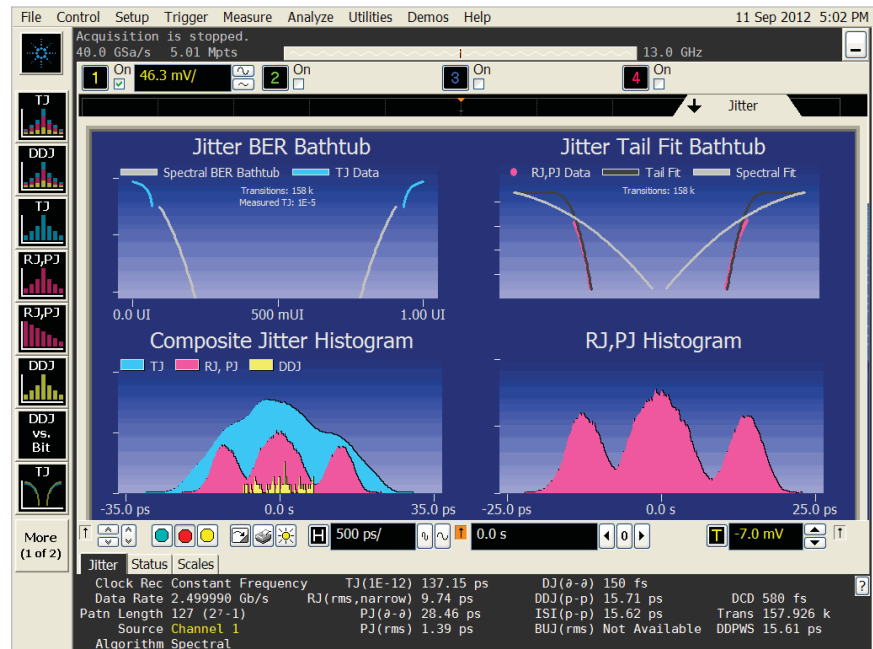 File Control Setup Trigger Measure Analyze Utilities Demos Help 11 Sep 2012 5:02 PM
Acquisition is stopped.
40.0 GSa/s 5.01 Mpts 13.0 GHz
1 On 46.3 mV/ 2 On 3 On 4 On
Jitter
TJ
DDJ
TJ
RJ,PJ
RJ,PJ
DDJ
DDJ
vs.
Bit
TJ
More
(1 of 2)
Jitter BER Bathtub
Spectral BER Bathtub TJ Data
Transitions: 158 k
Measured TJ: 1E-5
0.0 UI 500 mUI 1.00 UI
Jitter Tail Fit Bathtub
RJ,PJ Data Tail Fit Spectral Fit
Transitions: 158 k
Composite Jitter Histogram
TJ RJ, PJ DDJ
-35.0 ps 0.0 s 35.0 ps
RJ,PJ Histogram
-25.0 ps 0.0 s 25.0 ps
H 500 ps/ 0.0 s 0 T -7.0 mV
Jitter Status Scales
?
Clock Rec Constant Frequency TJ(1E-12) 137.15 ps DJ(∂-∂) 150 fs
Data Rate 2.499990 Gb/s RJ(rms,narrow) 9.74 ps DDJ(p-p) 15.71 ps DCD 580 fs
Patn Length 127 (2⁷-1) PJ(∂-∂) 28.46 ps ISI(p-p) 15.62 ps Trans 157.926 k
Source Channel 1 PJ(rms) 1.39 ps BUJ(rms) Not Available DDPWS 15.61 ps
Algorithm Spectral